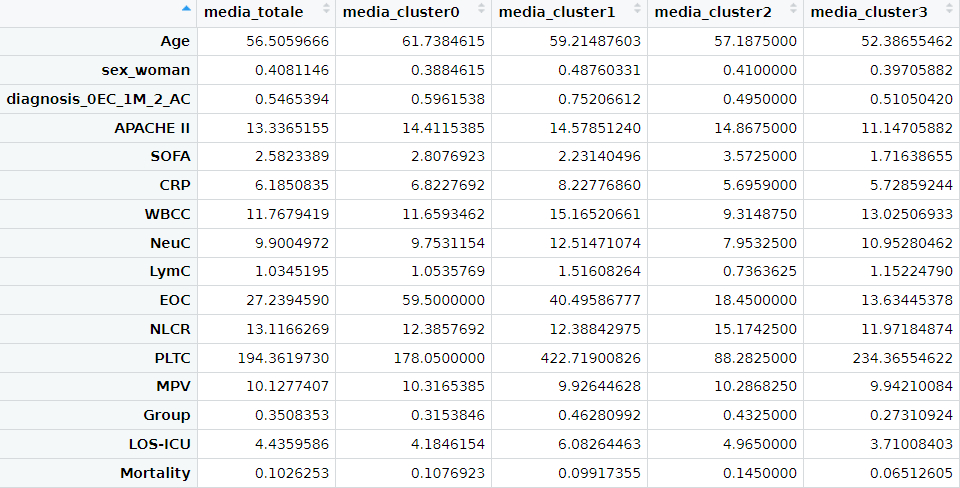 media_totale media_cluster0 media_cluster1 media_cluster2 media_cluster3
Age 56.5059666 61.7384615 59.21487603 57.1875000 52.38655462
sex_woman 0.4081146 0.3884615 0.48760331 0.4100000 0.39705882
diagnosis_0EC_1M_2_AC 0.5465394 0.5961538 0.75206612 0.4950000 0.51050420
APACHE II 13.3365155 14.4115385 14.57851240 14.8675000 11.14705882
SOFA 2.5823389 2.8076923 2.23140496 3.5725000 1.71638655
CRP 6.1850835 6.8227692 8.22776860 5.6959000 5.72859244
WBCC 11.7679419 11.6593462 15.16520661 9.3148750 13.02506933
NeuC 9.9004972 9.7531154 12.51471074 7.9532500 10.95280462
LymC 1.0345195 1.0535769 1.51608264 0.7363625 1.15224790
EOC 27.2394590 59.5000000 40.49586777 18.4500000 13.63445378
NLCR 13.1166269 12.3857692 12.38842975 15.1742500 11.97184874
PLTC 194.3619730 178.0500000 422.71900826 88.2825000 234.36554622
MPV 10.1277407 10.3165385 9.92644628 10.2868250 9.94210084
Group 0.3508353 0.3153846 0.46280992 0.4325000 0.27310924
LOS-ICU 4.4359586 4.1846154 6.08264463 4.9650000 3.71008403
Mortality 0.1026253 0.1076923 0.09917355 0.1450000 0.06512605